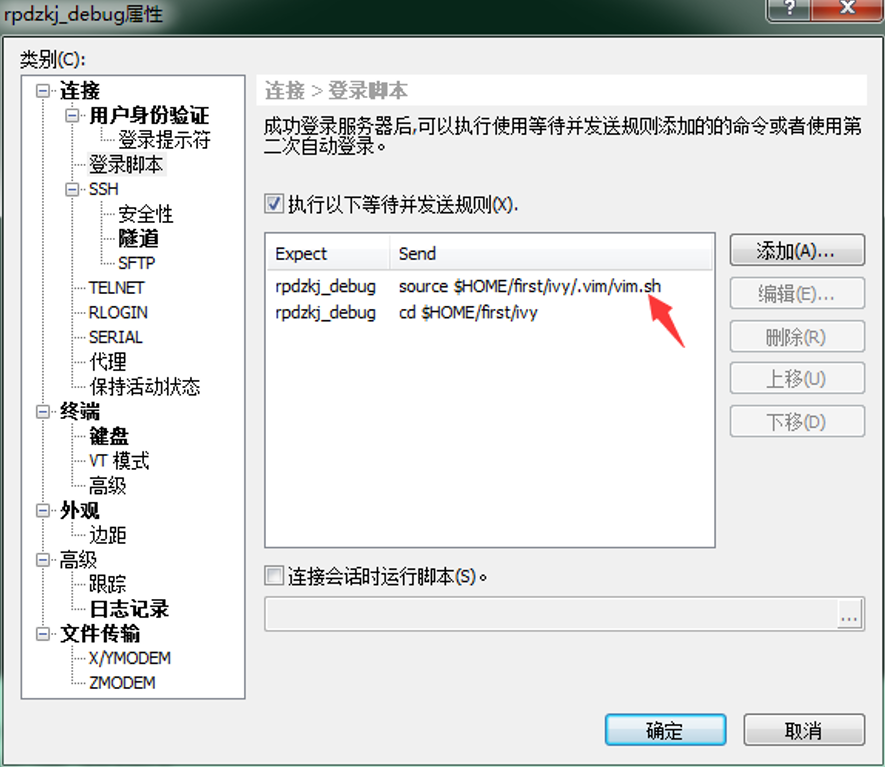 rpdzkj_debug属性
类别(C):
连接
用户身份验证
登录提示符
登录脚本
SSH
安全性
隧道
SFTP
TELNET
RLOGIN
SERIAL
代理
保持活动状态
终端
键盘
VT 模式
高级
外观
边距
高级
跟踪
日志记录
文件传输
X/YMODEM
ZMODEM
连接 > 登录脚本
成功登录服务器后,可以执行使用等待并发送规则添加的的命令或者使用第
二次自动登录。
执行以下等待并发送规则(X).
Expect Send
rpdzkj_debug source $HOME/first/ivy/.vim/vim.sh
rpdzkj_debug cd $HOME/first/ivy
添加(A)...
编辑(E)...
删除(R)
上移(U)
下移(D)
连接会话时运行脚本(S)。
...
确定 取消